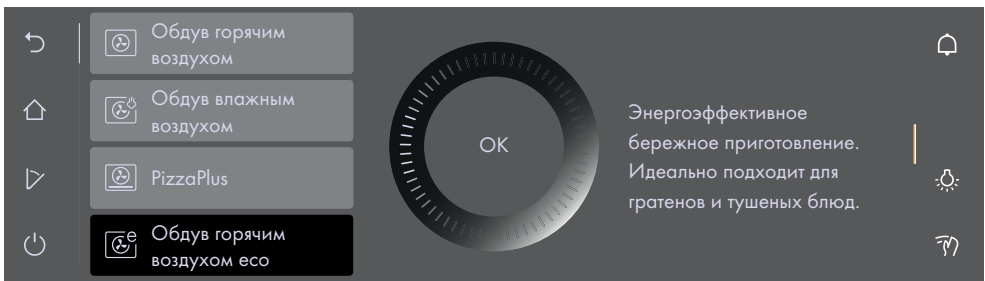 Обдув горячим
воздухом
Обдув влажным
воздухом
PizzaPlus
e
Обдув горячим
воздухом eco
OK
Энергоэффективное
бережное приготовление.
Идеально подходит для
гратенов и тушеных блюд.